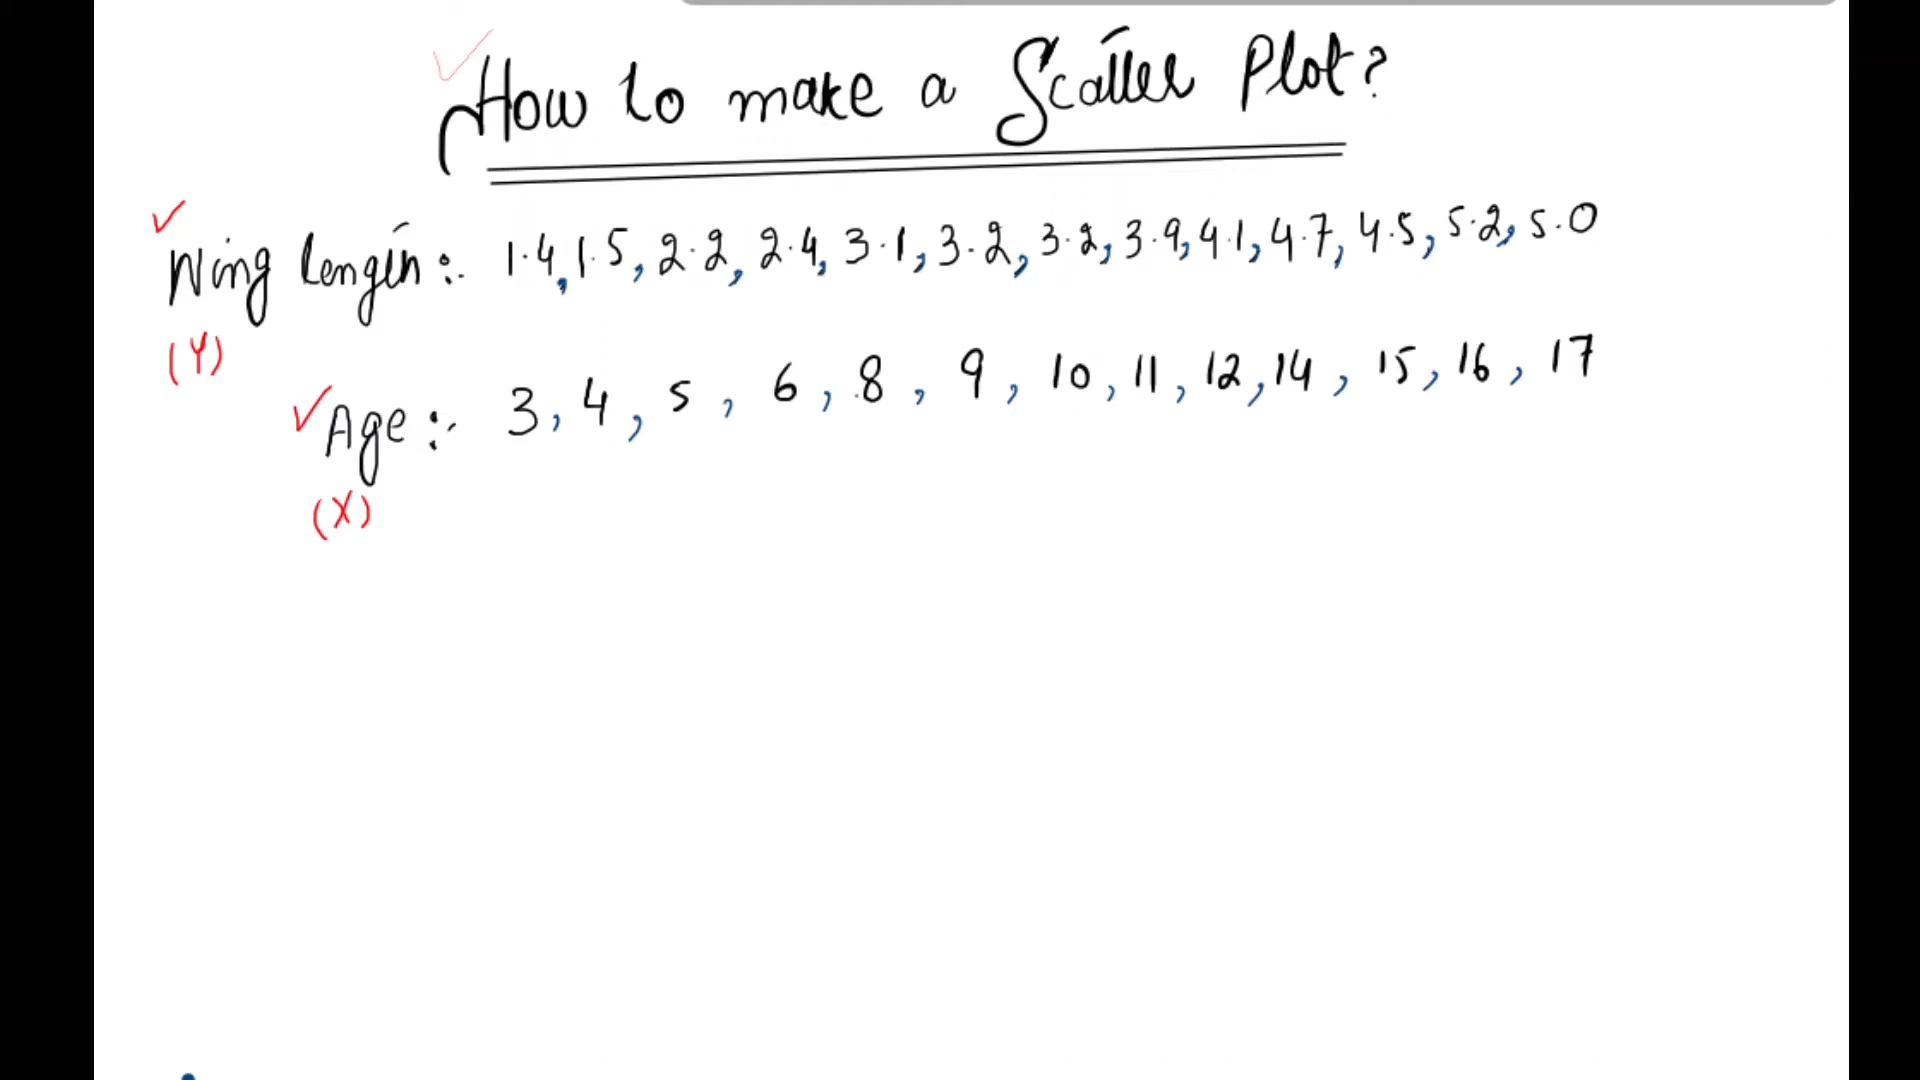 How to make a Scatter Plot?
Wing length :- 1.4, 1.5, 2.2, 2.4, 3.1, 3.2, 3.2, 3.9, 4.1, 4.7, 4.5, 5.2, 5.0
(Y)
Age :- 3, 4, 5, 6, 8, 9, 10, 11, 12, 14, 15, 16, 17
(X)